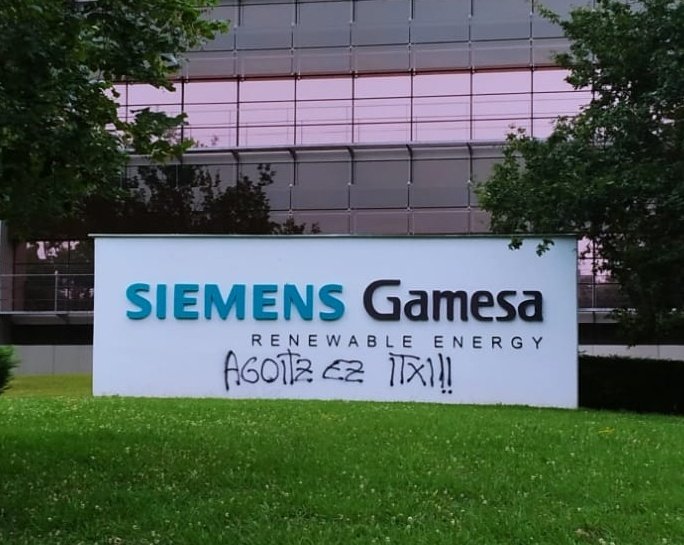 SIEMENS Gamesa
RENEWABLE ENERGY
AGOITZ EZ ITXI!!!